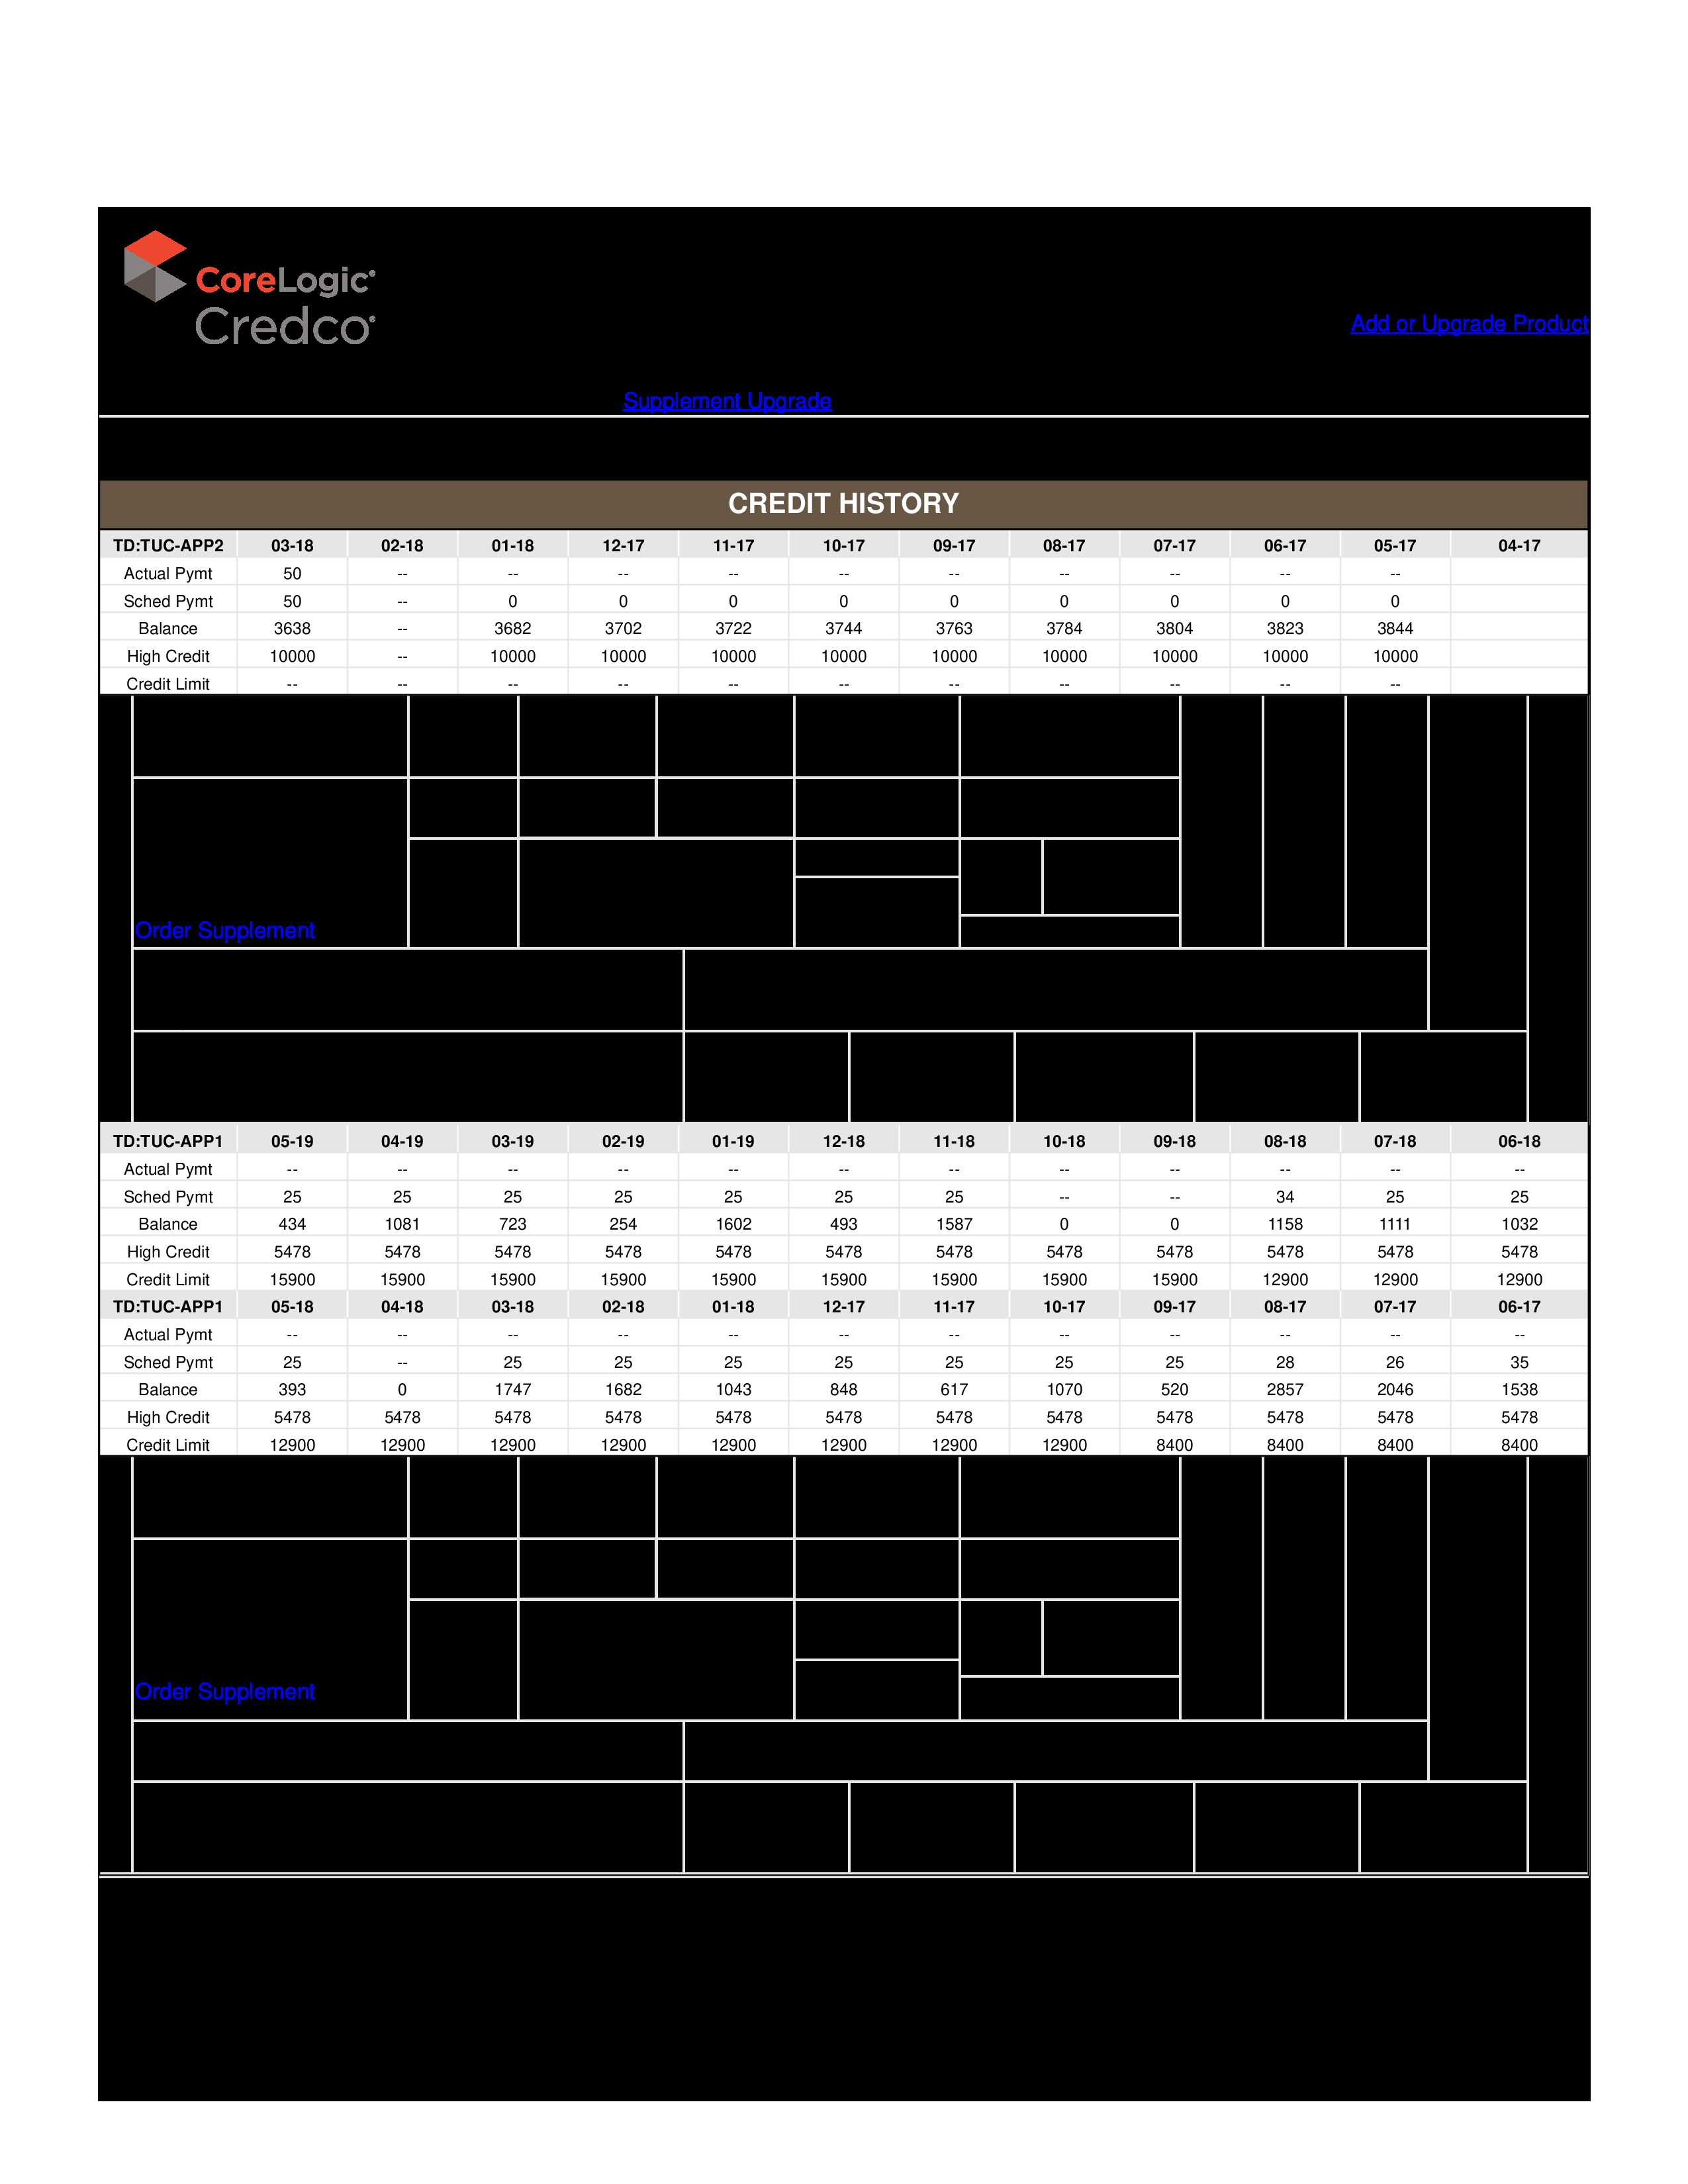 CoreLogic
Credco
Add or Upgrade Product
Supplement Upgrade
CREDIT HISTORY
TD:TUC-APP2 03-18 02-18 01-18 12-17 11-17 10-17 09-17 08-17 07-17 06-17 05-17 04-17
Actual Pymt 50 -- -- -- -- -- -- -- -- -- --
Sched Pymt 50 -- 0 0 0 0 0 0 0 0 0
Balance 3638 -- 3682 3702 3722 3744 3763 3784 3804 3823 3844
High Credit 10000 -- 10000 10000 10000 10000 10000 10000 10000 10000 10000
Credit Limit -- -- -- -- -- -- -- -- -- -- --
Order Supplement
TD:TUC-APP1 05-19 04-19 03-19 02-19 01-19 12-18 11-18 10-18 09-18 08-18 07-18 06-18
Actual Pymt -- -- -- -- -- -- -- -- -- -- -- --
Sched Pymt 25 25 25 25 25 25 25 -- -- 34 25 25
Balance 434 1081 723 254 1602 493 1587 0 0 1158 1111 1032
High Credit 5478 5478 5478 5478 5478 5478 5478 5478 5478 5478 5478 5478
Credit Limit 15900 15900 15900 15900 15900 15900 15900 15900 15900 12900 12900 12900
TD:TUC-APP1 05-18 04-18 03-18 02-18 01-18 12-17 11-17 10-17 09-17 08-17 07-17 06-17
Actual Pymt -- -- -- -- -- -- -- -- -- -- -- --
Sched Pymt 25 -- 25 25 25 25 25 25 25 28 26 35
Balance 393 0 1747 1682 1043 848 617 1070 520 2857 2046 1538
High Credit 5478 5478 5478 5478 5478 5478 5478 5478 5478 5478 5478 5478
Credit Limit 12900 12900 12900 12900 12900 12900 12900 12900 8400 8400 8400 8400
Order Supplement